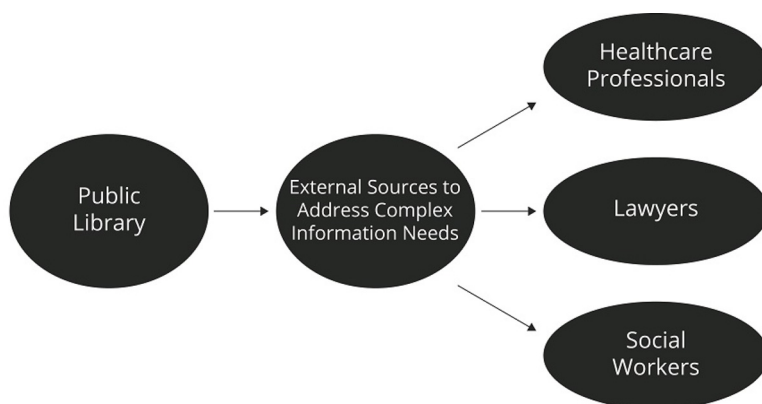 Public
Library
External Sources to
Address Complex
Information Needs
Healthcare
Professionals
Lawyers
Social
Workers